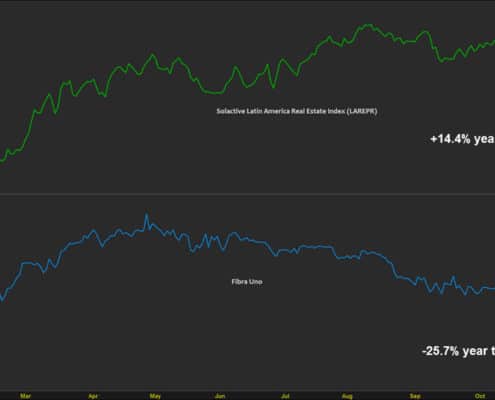 Solactive Latin America Real Estate Index (LAREPR)
+14.4% yea
Fibra Uno
-25.7% year t
Mar Apr May Jun Jul Aug Sep Oct